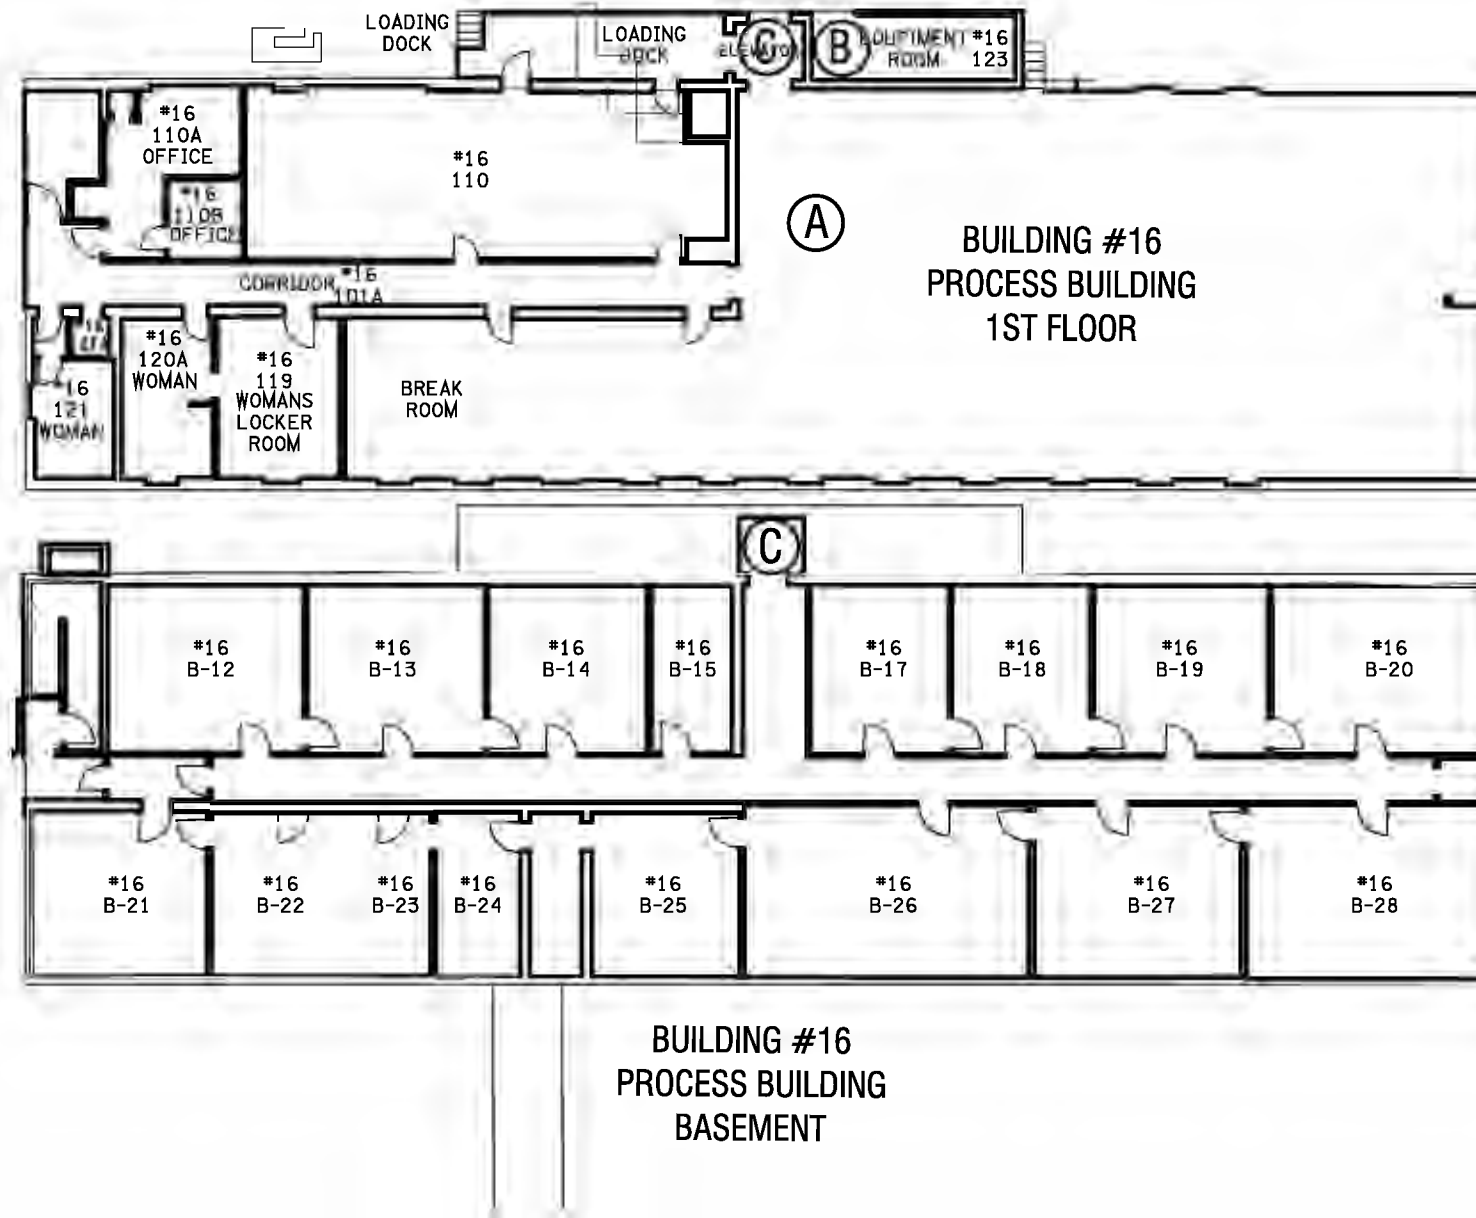 LOADING
DOCK
LOADING
DOCK
ELEVATOR
C
B
EQUIPTMENT
ROOM
#16
123
#16
110A
OFFICE
#16
110
#16
110B
OFFICE
A
BUILDING #16
PROCESS BUILDING
1ST FLOOR
CORRIDOR
#16
101A
#16
120A
WOMAN
#16
119
WOMANS
LOCKER
ROOM
BREAK
ROOM
#16
121
WOMAN
C
#16
B-12
#16
B-13
#16
B-14
#16
B-15
#16
B-17
#16
B-18
#16
B-19
#16
B-20
#16
B-21
#16
B-22
#16
B-23
#16
B-24
#16
B-25
#16
B-26
#16
B-27
#16
B-28
BUILDING #16
PROCESS BUILDING
BASEMENT